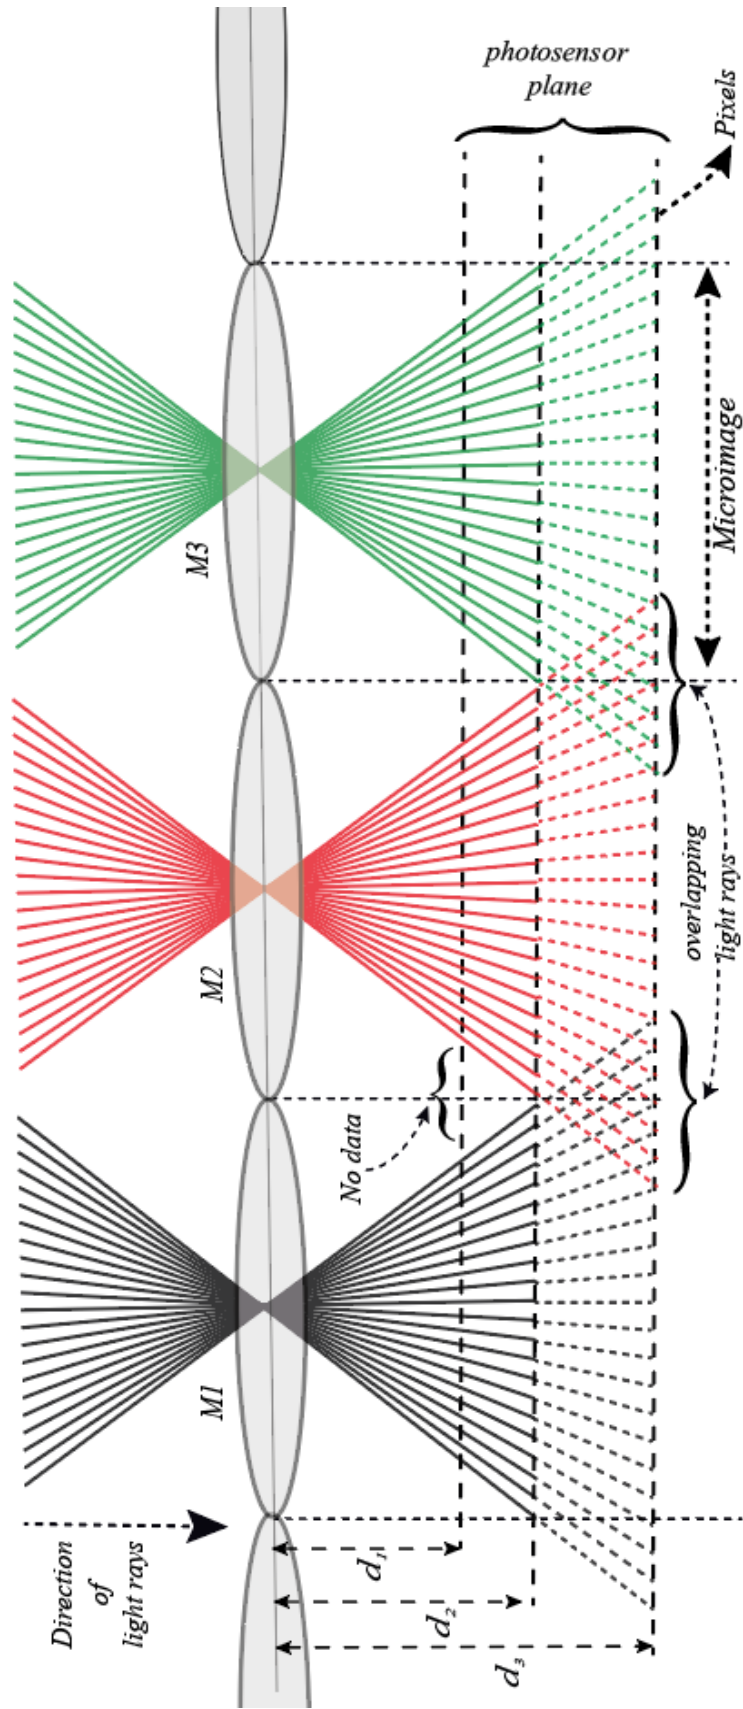 photosensor
plane
Pixels
M3
Microimage
M2
overlapping
light rays
No data
M1
Direction
of
light rays
d₁
d₂
d₃